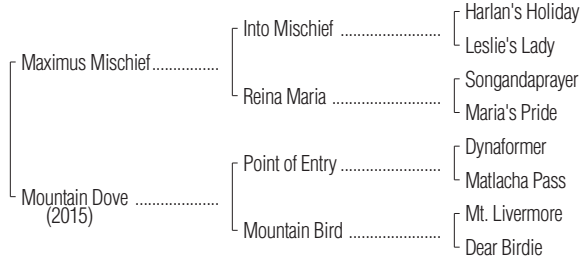 Harlan's Holiday
Into Mischief ...................
Leslie's Lady
Maximus Mischief...............
Songandaprayer
Reina Maria .....................
Maria's Pride
Dynaformer
Point of Entry ...................
Matlacha Pass
Mountain Dove ..................
(2015)
Mt. Livermore
Mountain Bird ..................
Dear Birdie